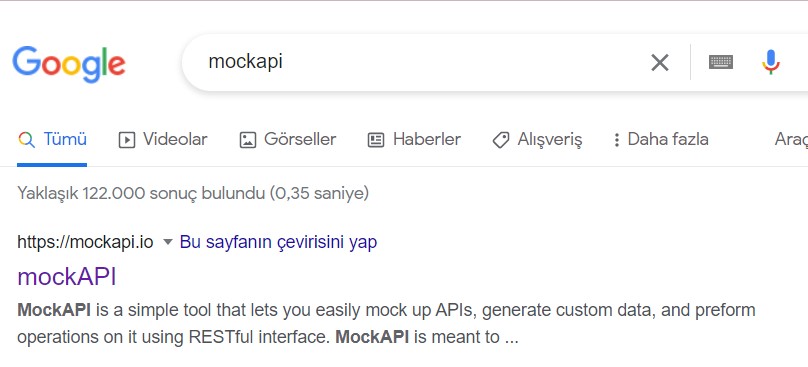 Google
mockapi
Tümü Videolar Görseller Haberler Alışveriş Daha fazla Araç
Yaklaşık 122.000 sonuç bulundu (0,35 saniye)
https://mockapi.io Bu sayfanın çevirisini yap
mockAPI
MockAPI is a simple tool that lets you easily mock up APIs, generate custom data, and preform
operations on it using RESTful interface. MockAPI is meant to ...